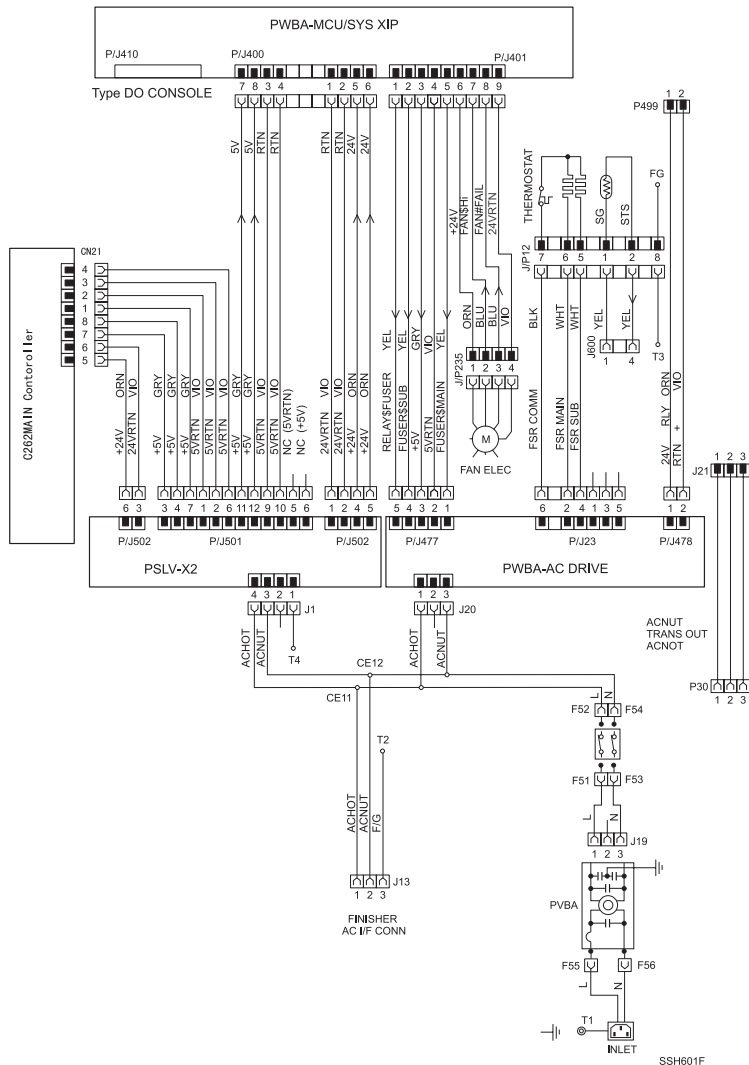 PWBA-MCU/SYS XIP
P/J410 P/J400 P/J401
Type DO CONSOLE
7 8 3 4 1 2 5 6 1 2 3 4 5 6 7 8 9
P499 1 2
5V 5V RTN RTN RTN RTN 24V 24V
+24V FAN$Hi FAN#FAIL 24VRTN
THERMOSTAT SG STS FG
J/P12 7 6 5 1 2 8
C262MAIN Contoroller
CN21
4
3
2
1
8
7
6
5
BLK WHT WHT YEL YEL
J600 1 4
T3
ORN BLU BLU VIO
J/P235 1 2 3 4
M
FAN ELEC
ORN VIO GRY GRY GRY VIO VIO VIO GRY GRY VIO VIO VIO VIO ORN ORN YEL YEL GRY VIO YEL
+24V 24VRTN +5V +5V +5V 5VRTN 5VRTN 5VRTN +5V +5V 5VRTN 5VRTN NC (5VRTN) NC (+5V) 24VRTN 24VRTN +24V +24V
RELAY$FUSER FUSER$SUB +5V 5VRTN FUSER$MAIN
FSR COMM FSR MAIN FSR SUB
24V RLY ORN
RTN + VIO
J21 1 2 3
6 3 3 4 7 1 2 6 11 12 9 10 5 6 1 2 4 5 5 4 3 2 1 6 2 4 1 3 5 1 2
P/J502 P/J501 P/J502 P/J477 P/J23 P/J478
PSLV-X2 PWBA-AC DRIVE
4 3 2 1 J1
1 2 3 J20
ACHOT ACNUT T4 ACHOT ACNUT
ACNUT
TRANS OUT
ACNOT
P30 1 2 3
CE12
CE11
L N
F52 F54
T2
F51 F53
ACHOT ACNUT F/G
L N
J19
1 2 3
J13
1 2 3
PVBA
FINISHER
AC I/F CONN
F55 F56
L N
T1
INLET
SSH601F